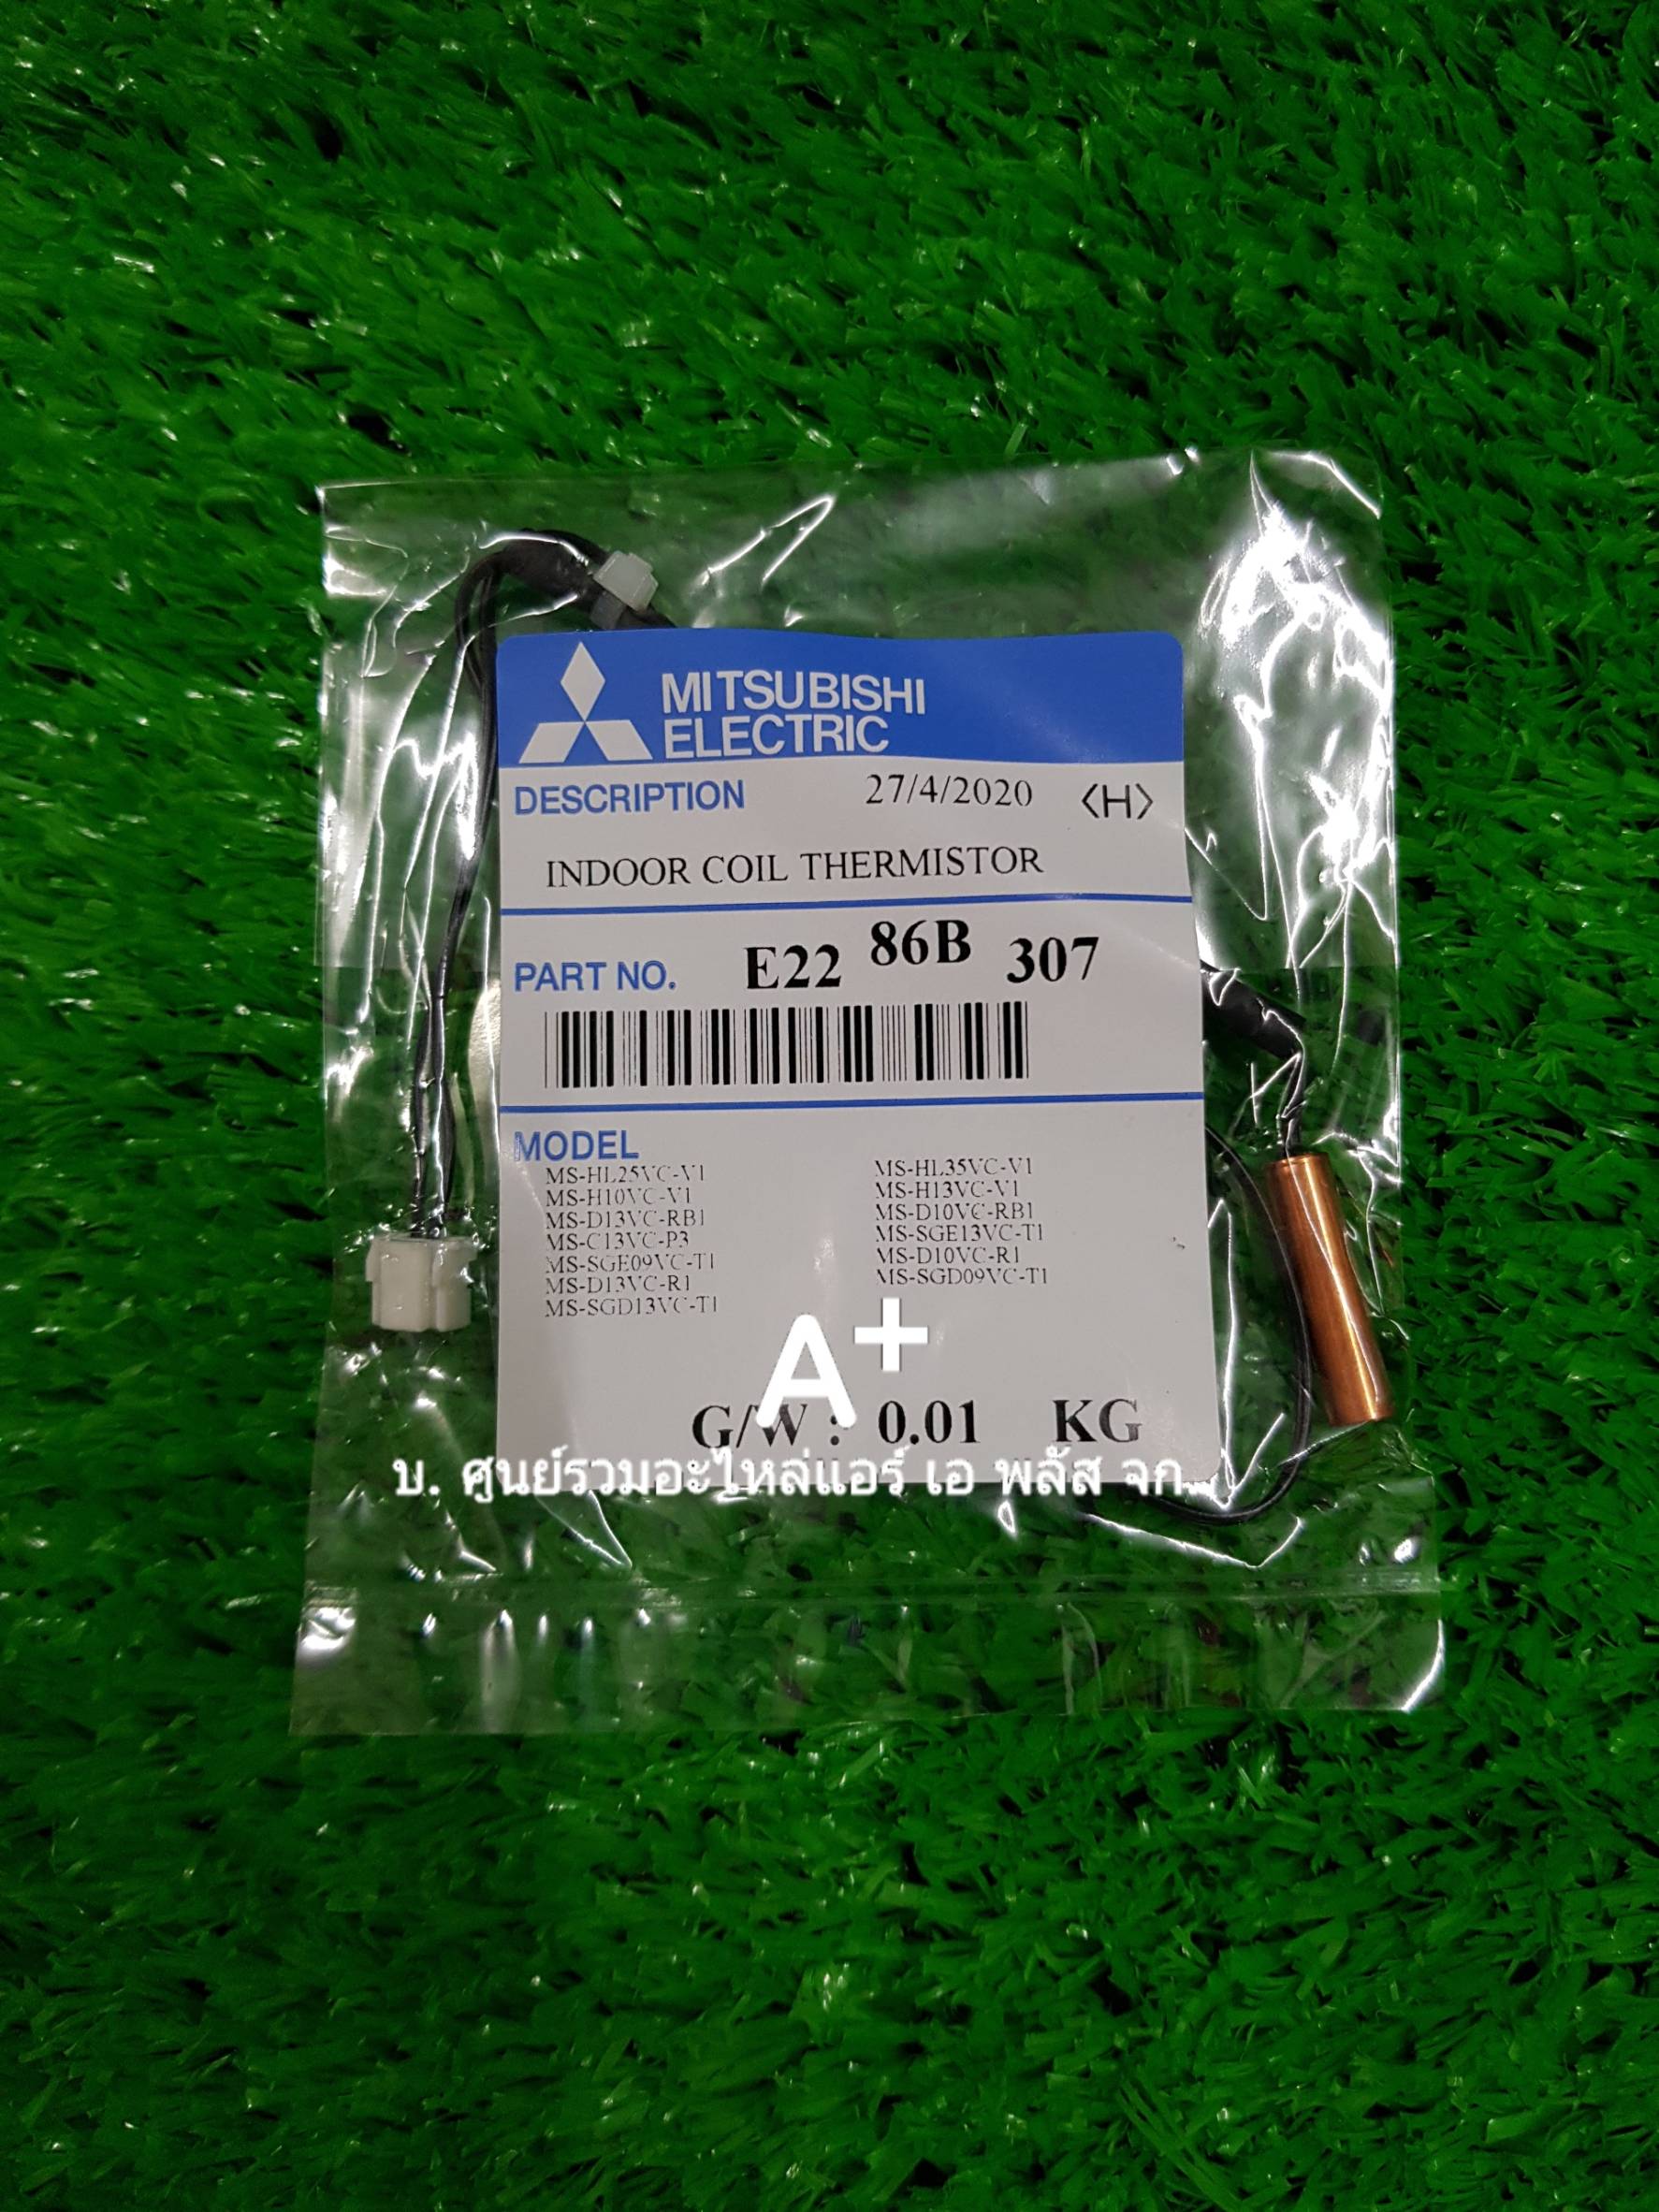 MITSUBISHI
ELECTRIC
DESCRIPTION 27/4/2020 <H>
INDOOR COIL THERMISTOR
PART NO. E22 86B 307
MODEL
MS-HL25VC-V1 MS-HL35VC-V1
MS-H10VC-V1 MS-H13VC-V1
MS-D13VC-RB1 MS-D10VC-RB1
MS-C13VC-P3 MS-SGE13VC-T1
MS-SGE09VC-T1 MS-D10VC-R1
MS-D13VC-R1 MS-SGD09VC-T1
MS-SGD13VC-T1
A+
G/W : 0.01 KG
บ. ศูนย์รวมอะไหล่แอร์ เอ พลัส จก.